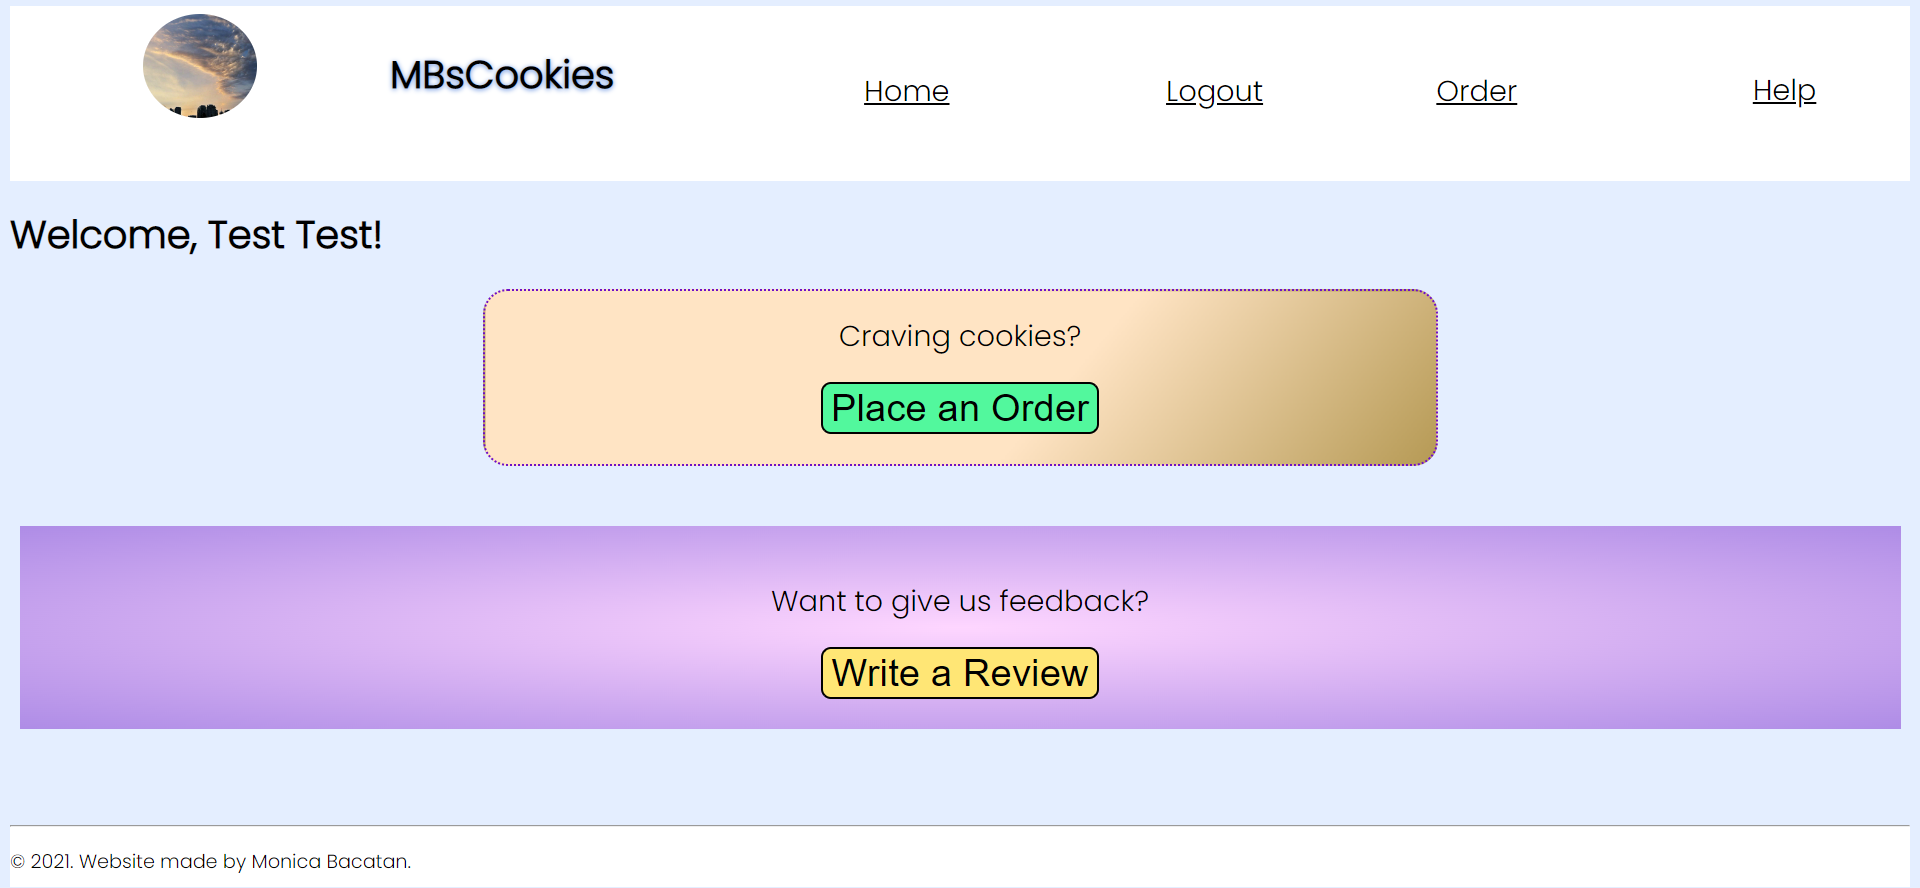 MBsCookies
Home Logout Order Help
Welcome, Test Test!
Craving cookies?
Place an Order
Want to give us feedback?
Write a Review
© 2021. Website made by Monica Bacatan.